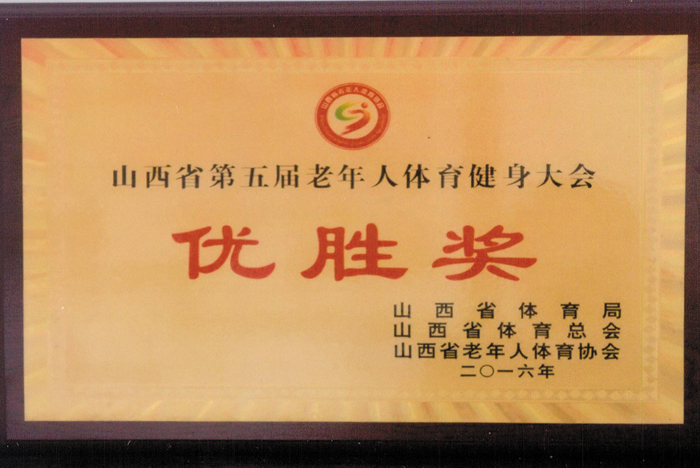 山西省第五届老年人体育健身大会
优胜奖
山西省体育局
山西省体育总会
山西省老年人体育协会
二〇一六年